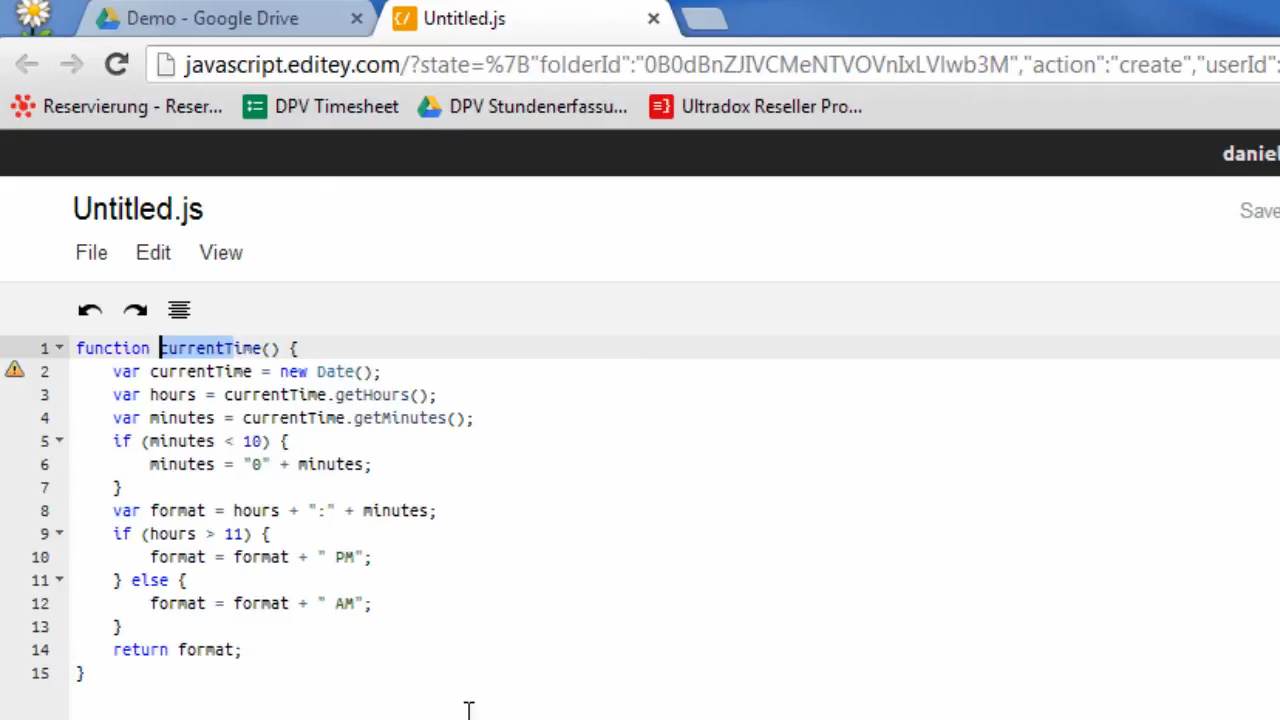 Demo - Google Drive
Untitled.js
javascript.editey.com/?state=%7B"folderId":"0B0dBnZJIVCMeNTVOVnIxLVlwb3M","action":"create","userId":
Reservierung - Reser...
DPV Timesheet
DPV Stundenerfassu...
Ultradox Reseller Pro...
daniel
Untitled.js
Save
File Edit View
1 function currentTime() {
2 var currentTime = new Date();
3 var hours = currentTime.getHours();
4 var minutes = currentTime.getMinutes();
5 if (minutes < 10) {
6 minutes = "0" + minutes;
7 }
8 var format = hours + ":" + minutes;
9 if (hours > 11) {
10 format = format + " PM";
11 } else {
12 format = format + " AM";
13 }
14 return format;
15 }